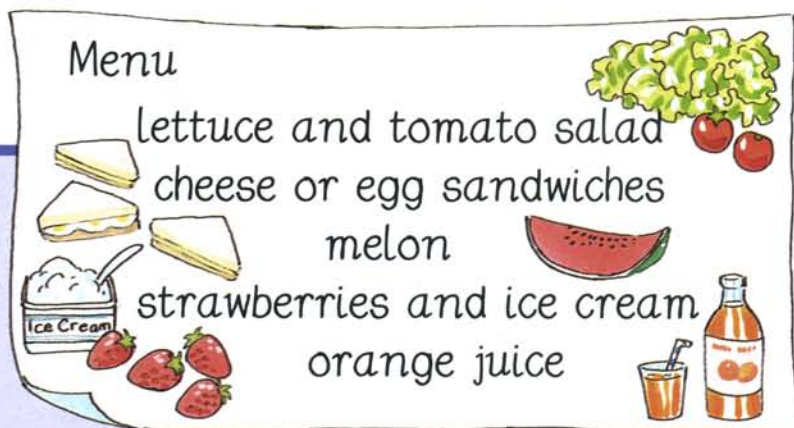 Menu
lettuce and tomato salad
cheese or egg sandwiches
melon
strawberries and ice cream
Ice Cream
orange juice